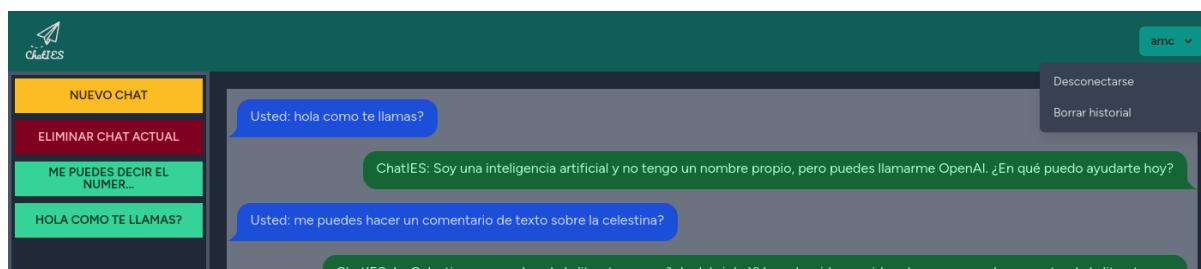 ChatIES
amc
Desconectarse
Borrar historial
NUEVO CHAT
ELIMINAR CHAT ACTUAL
ME PUEDES DECIR EL
NUMER...
HOLA COMO TE LLAMAS?
Usted: hola como te llamas?
ChatIES: Soy una inteligencia artificial y no tengo un nombre propio, pero puedes llamarme OpenAI. ¿En qué puedo ayudarte hoy?
Usted: me puedes hacer un comentario de texto sobre la celestina?